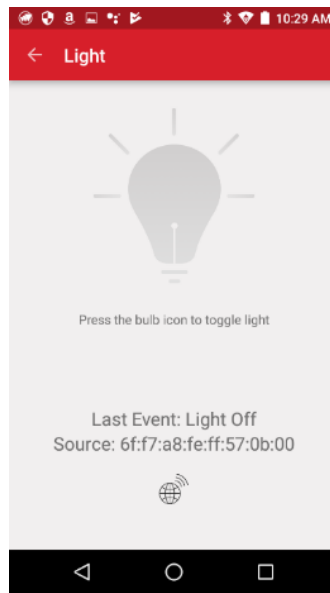 10:29 AM
Light
Press the bulb icon to toggle light
Last Event: Light Off
Source: 6f:f7:a8:fe:ff:57:0b:00